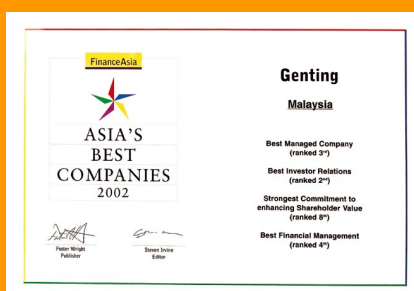 FinanceAsia
ASIA'S
BEST
COMPANIES
2002
Foster Wright
Publisher
Steven Irvine
Editor
Genting
Malaysia
Best Managed Company
(ranked 3rd)
Best Investor Relations
(ranked 2nd)
Strongest Commitment to
enhancing Shareholder Value
(ranked 8th)
Best Financial Management
(ranked 4th)